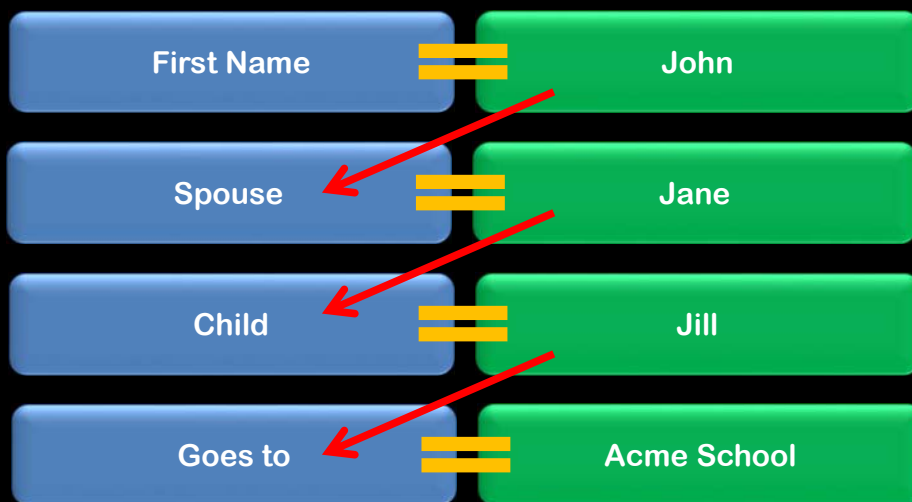 First Name
John
Spouse
Jane
Child
Jill
Goes to
Acme School